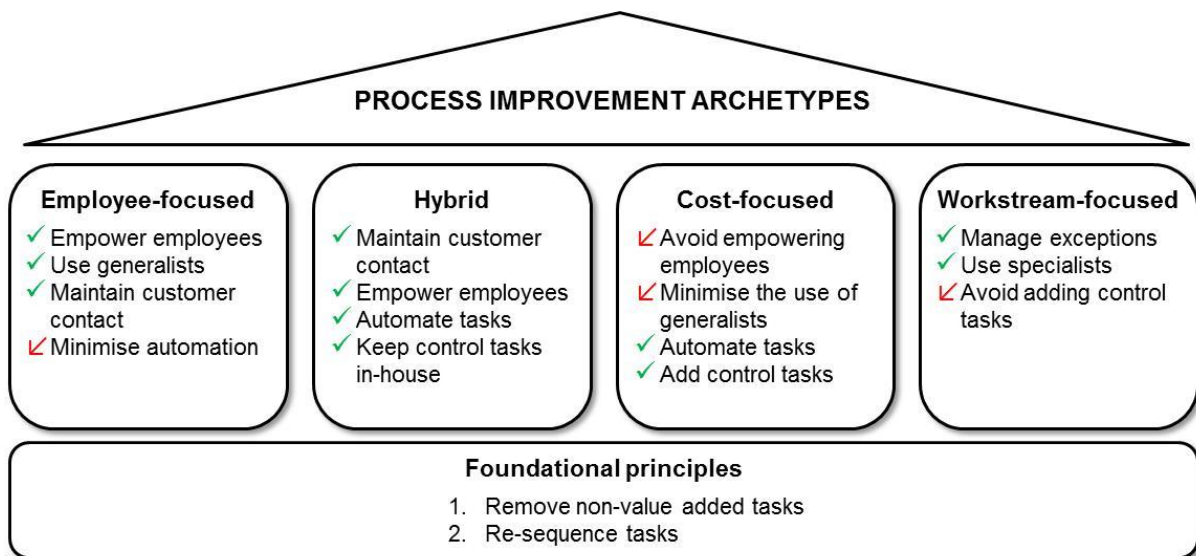 PROCESS IMPROVEMENT ARCHETYPES
Employee-focused
✓ Empower employees
✓ Use generalists
✓ Maintain customer
contact
↙ Minimise automation
Hybrid
✓ Maintain customer
contact
✓ Empower employees
✓ Automate tasks
✓ Keep control tasks
in-house
Cost-focused
↙ Avoid empowering
employees
↙ Minimise the use of
generalists
✓ Automate tasks
✓ Add control tasks
Workstream-focused
✓ Manage exceptions
✓ Use specialists
↙ Avoid adding control
tasks
Foundational principles
1. Remove non-value added tasks
2. Re-sequence tasks